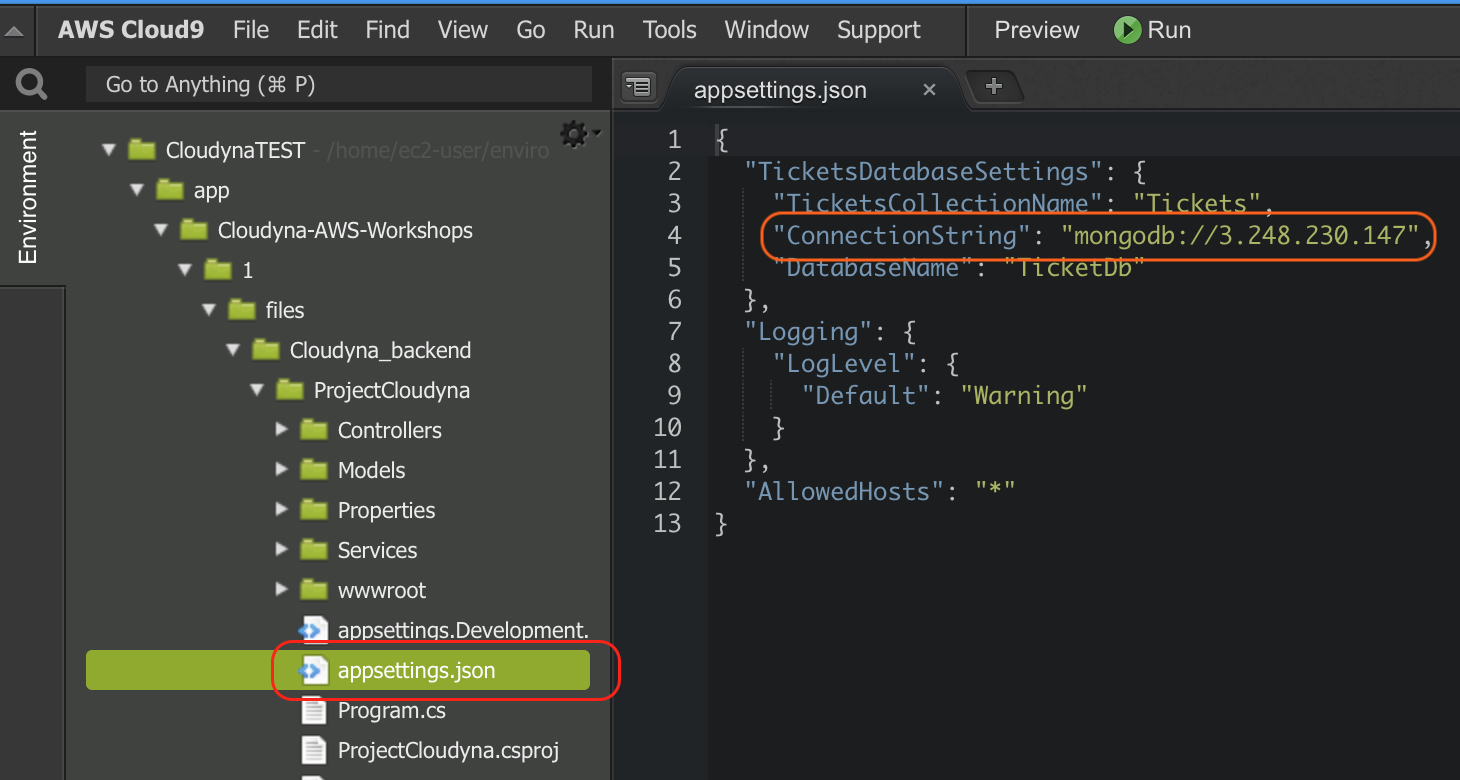 AWS Cloud9 File Edit Find View Go Run Tools Window Support Preview Run
Go to Anything (⌘ P)
Environment
CloudynaTEST - /home/ec2-user/enviro
app
Cloudyna-AWS-Workshops
1
files
Cloudyna_backend
ProjectCloudyna
Controllers
Models
Properties
Services
wwwroot
appsettings.Development.
appsettings.json
Program.cs
ProjectCloudyna.csproj
appsettings.json ×
1 {
2 "TicketsDatabaseSettings": {
3 "TicketsCollectionName": "Tickets",
4 "ConnectionString": "mongodb://3.248.230.147",
5 "DatabaseName": "TicketDb"
6 },
7 "Logging": {
8 "LogLevel": {
9 "Default": "Warning"
10 }
11 },
12 "AllowedHosts": "*"
13 }